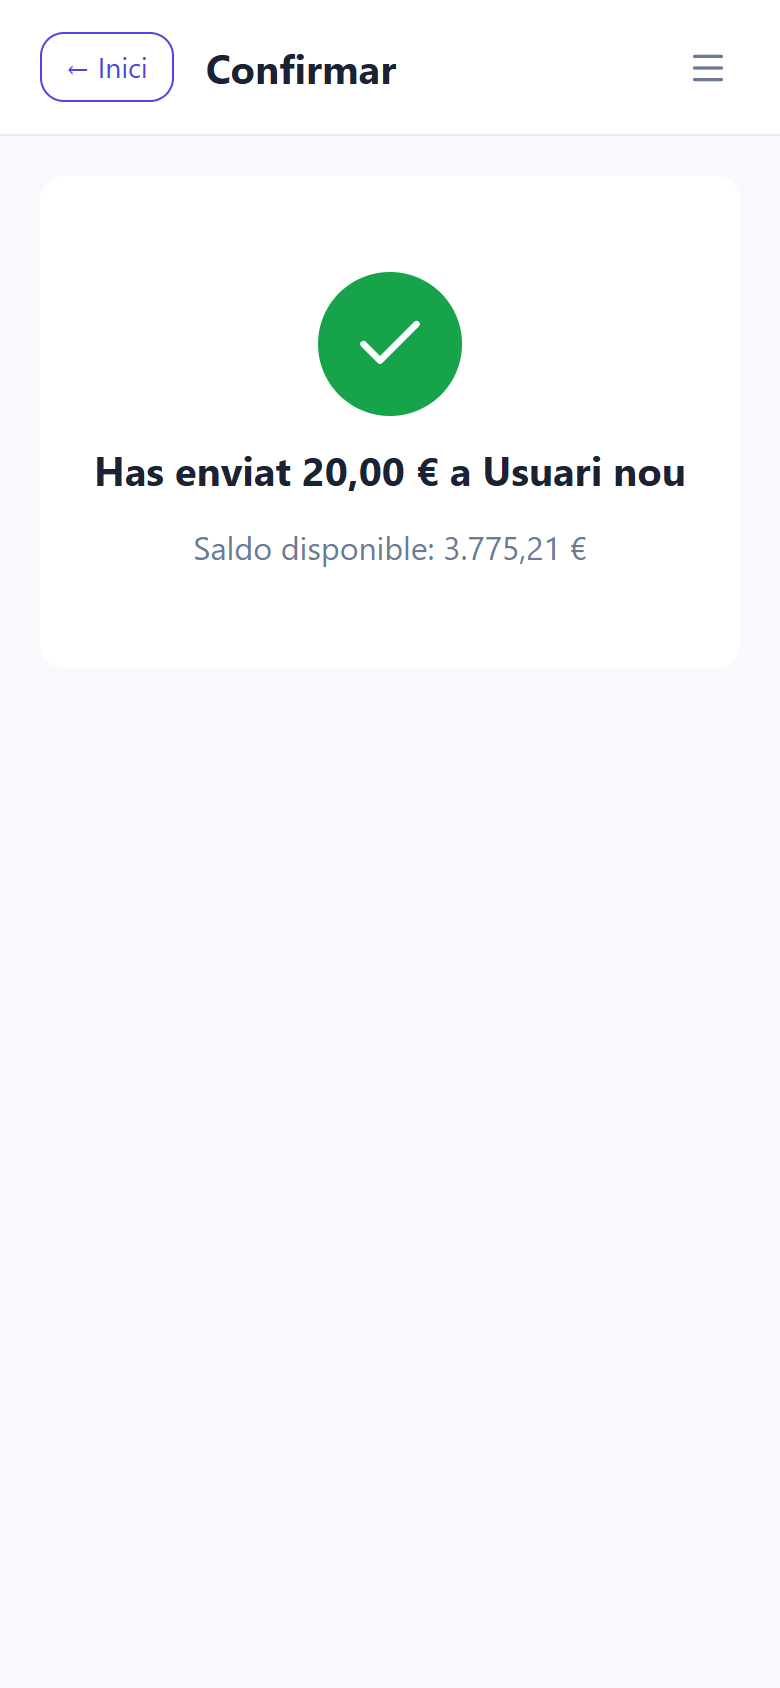 ← Inici
Confirmar
Has enviat 20,00 € a Usuari nou
Saldo disponible: 3.775,21 €